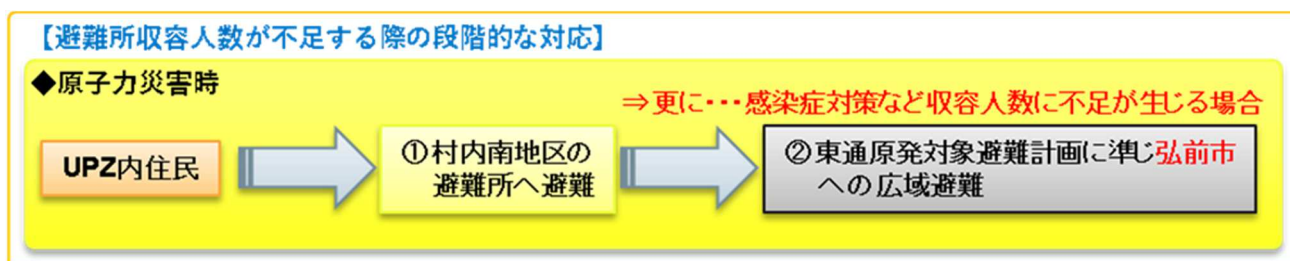 【避難所収容人数が不足する際の段階的な対応】
◆原子力災害時
⇒更に・・・感染症対策など収容人数に不足が生じる場合
UPZ内住民
①村内南地区の
避難所へ避難
②東通原発対象避難計画に準じ弘前市
への広域避難